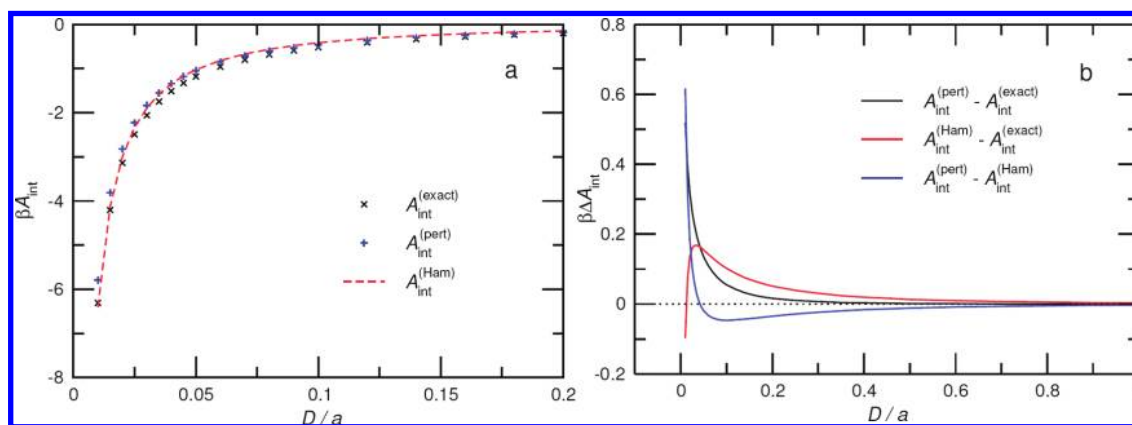 a
0
-2
-4
-6
-8
βA_int
A_int^(exact)
A_int^(pert)
A_int^(Ham)
0 0.05 0.1 0.15 0.2
D / a
b
0.8
0.6
0.4
0.2
0
-0.2
βΔA_int
A_int^(pert) - A_int^(exact)
A_int^(Ham) - A_int^(exact)
A_int^(pert) - A_int^(Ham)
0 0.2 0.4 0.6 0.8
D / a